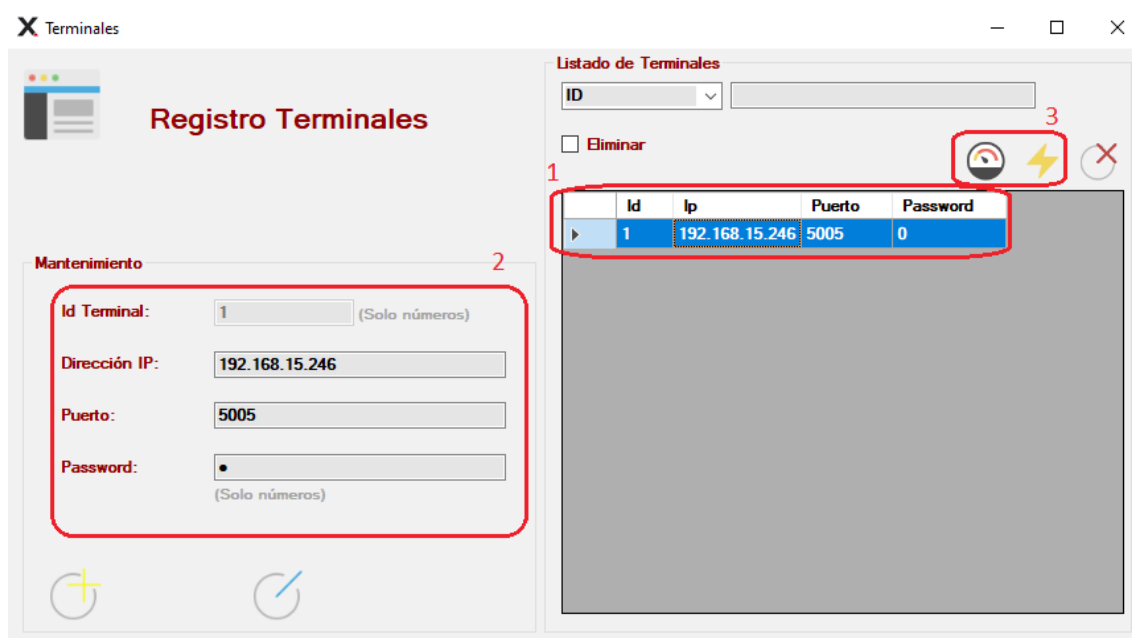 Terminales
Registro Terminales
Mantenimiento
2
Id Terminal:
1
(Solo números)
Dirección IP:
192.168.15.246
Puerto:
5005
Password:
●
(Solo números)
Listado de Terminales
ID
Eliminar
3
1
Id Ip Puerto Password
1 192.168.15.246 5005 0